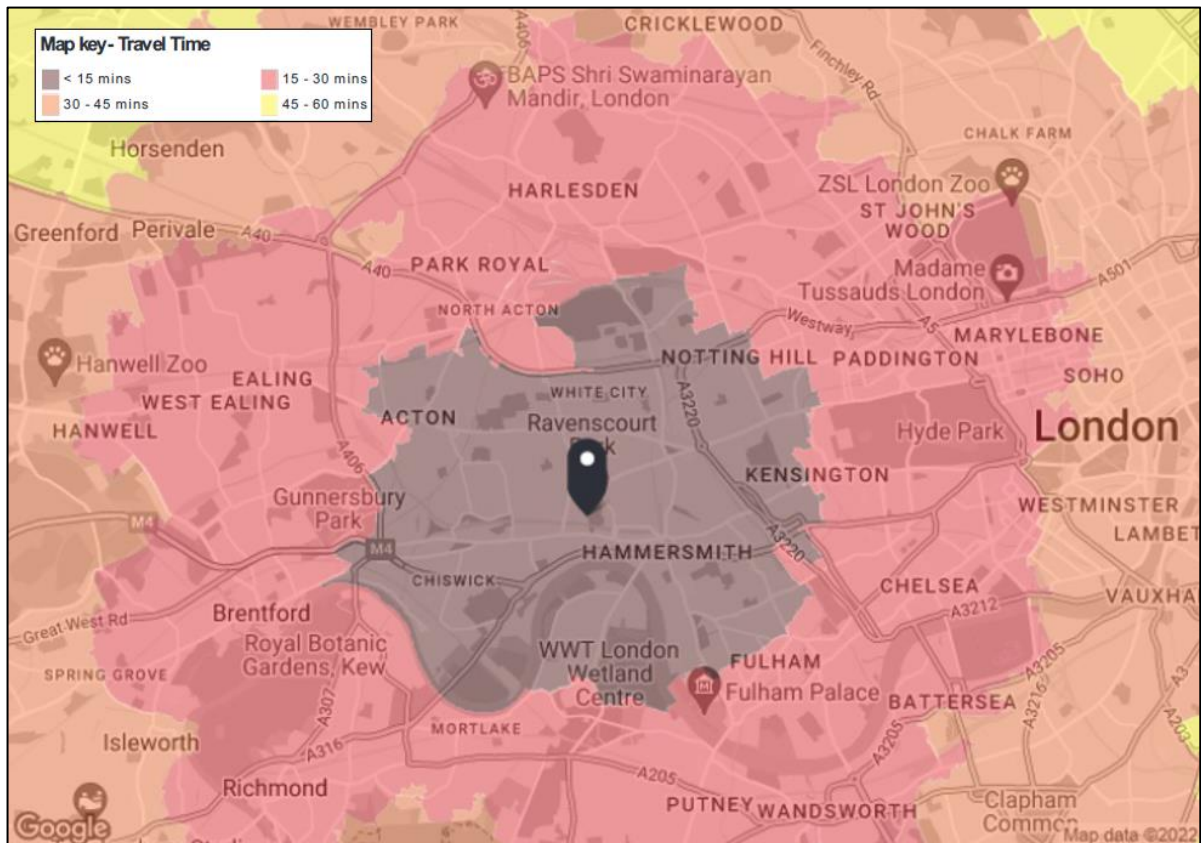 Map key- Travel Time
< 15 mins
15 - 30 mins
30 - 45 mins
45 - 60 mins
WEMBLEY PARK
A406
CRICKLEWOOD
Finchley Rd
BAPS Shri Swaminarayan
Mandir, London
Horsenden
CHALK FARM
HARLESDEN
ZSL London Zoo
ST JOHN'S
WOOD
Greenford
Perivale
A40
A40
PARK ROYAL
Madame
Tussauds London
A501
NORTH ACTON
Westway
A5
MARYLEBONE
Hanwell Zoo
NOTTING HILL
PADDINGTON
SOHO
EALING
WEST EALING
WHITE CITY
A3220
ACTON
Ravenscourt
HANWELL
Hyde Park
London
A406
KENSINGTON
Gunnersbury
Park
WESTMINSTER
M4
M4
A3220
LAMBET
HAMMERSMITH
CHISWICK
CHELSEA
Brentford
A3212
VAUXHA
Great West Rd
Royal Botanic
Gardens, Kew
WWT London
Wetland
Centre
SPRING GROVE
FULHAM
Fulham Palace
A3205
A3
A307
BATTERSEA
A3216
A203
MORTLAKE
Isleworth
A316
A3205
A205
Richmond
PUTNEY
WANDSWORTH
Clapham
Common
Google
Map data ©2022